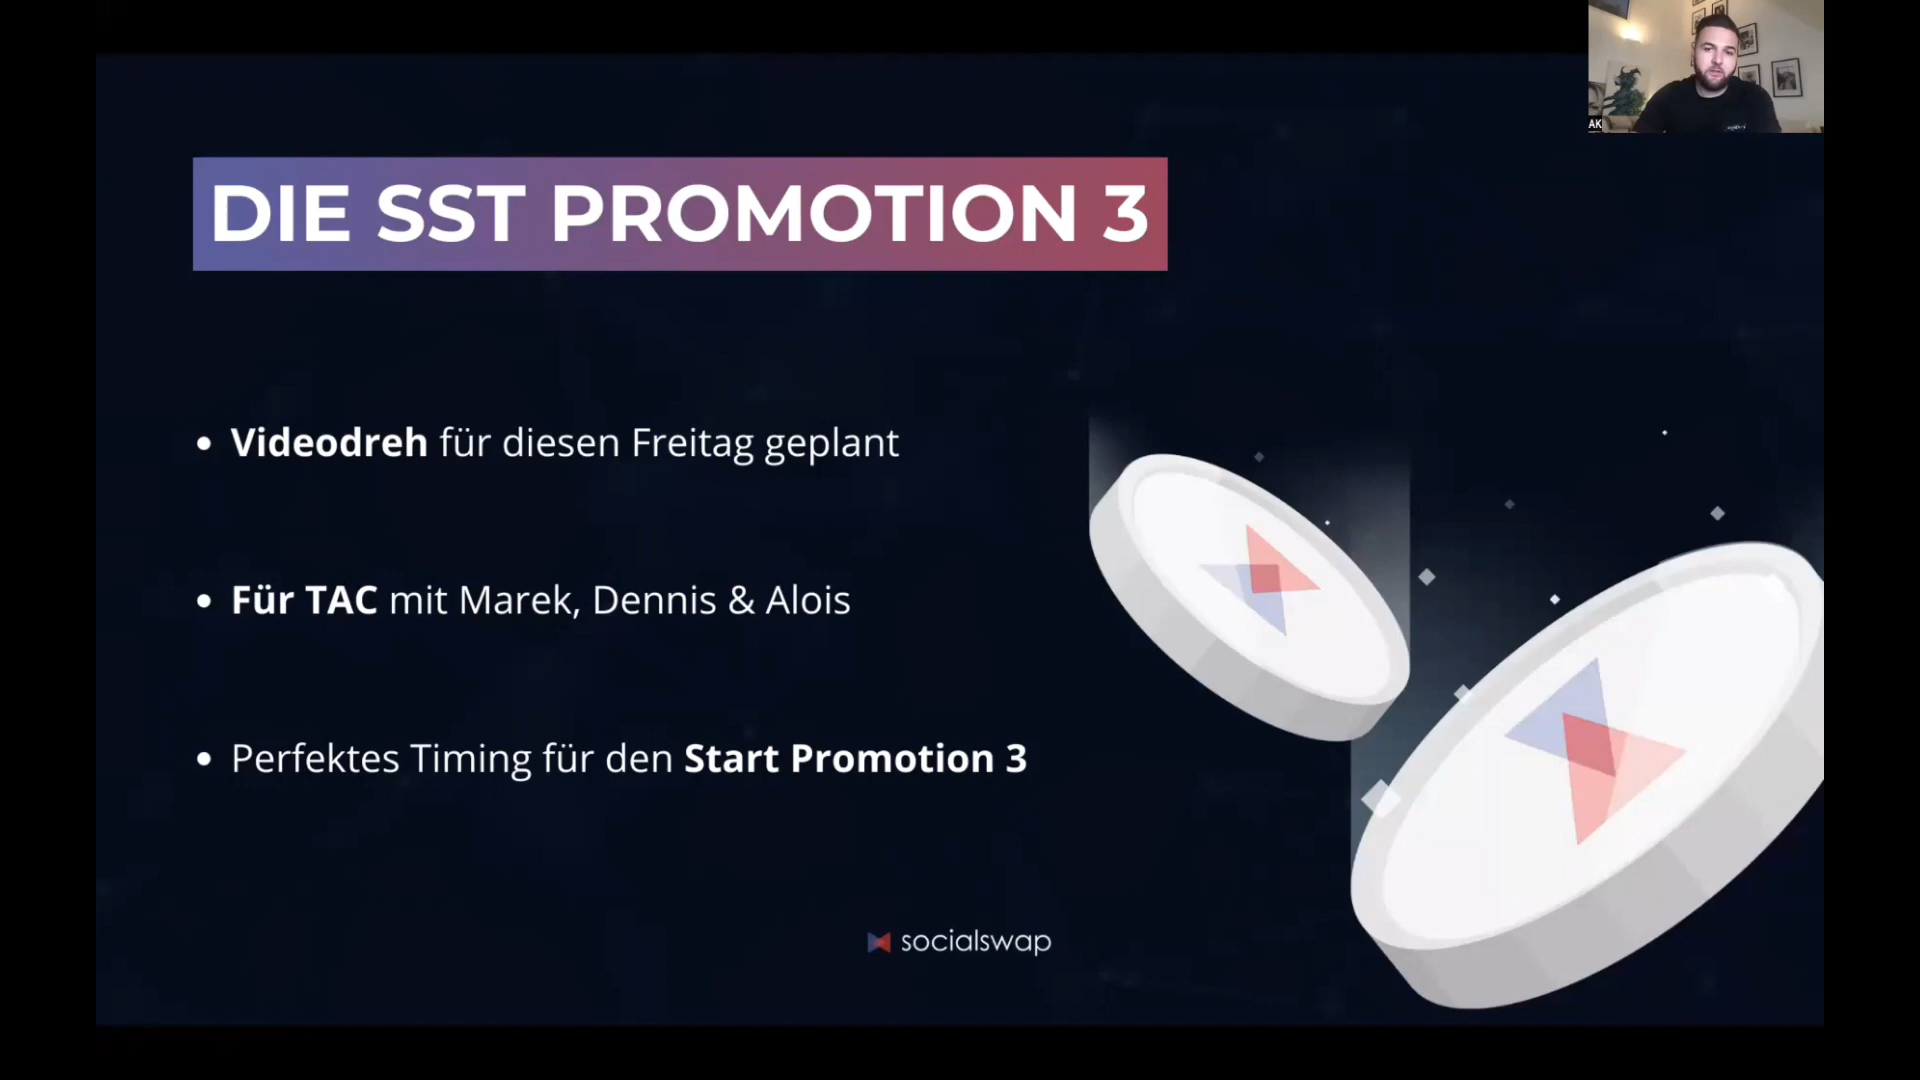 AK
DIE SST PROMOTION 3
• Videodreh für diesen Freitag geplant
• Für TAC mit Marek, Dennis & Alois
• Perfektes Timing für den Start Promotion 3
socialswap